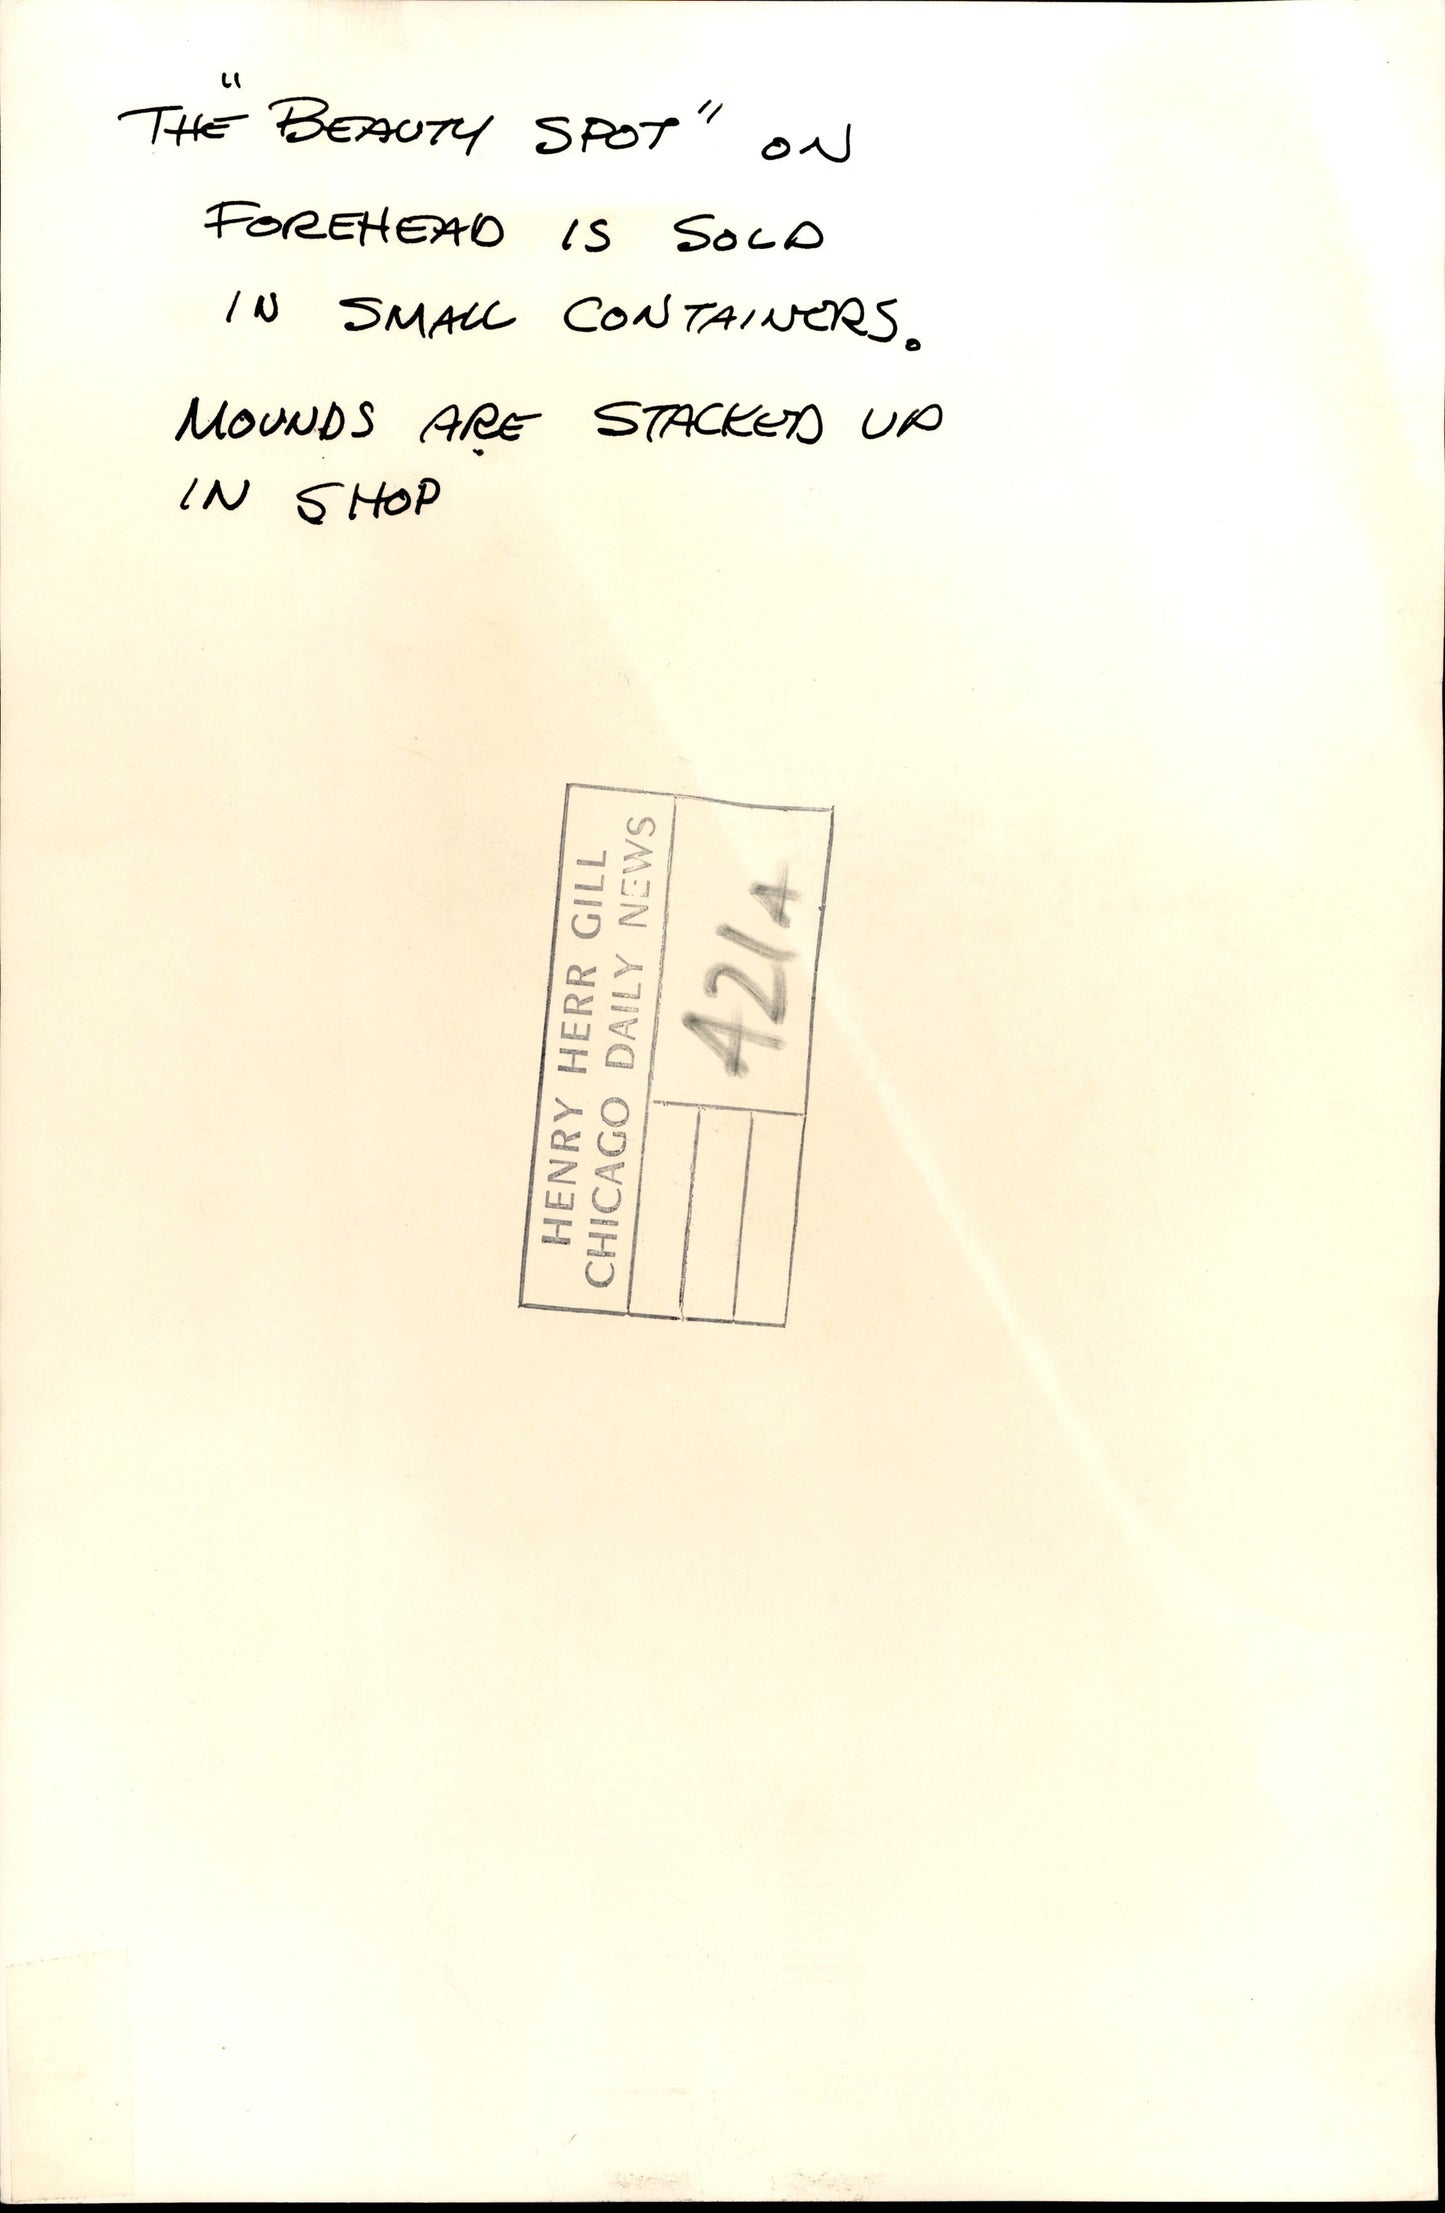 THE "BEAUTY SPOT" ON
FOREHEAD IS SOLD
IN SMALL CONTAINERS.
MOUNDS ARE STACKED UP
IN SHOP
HENRY HERR GILL
CHICAGO DAILY NEWS
421A